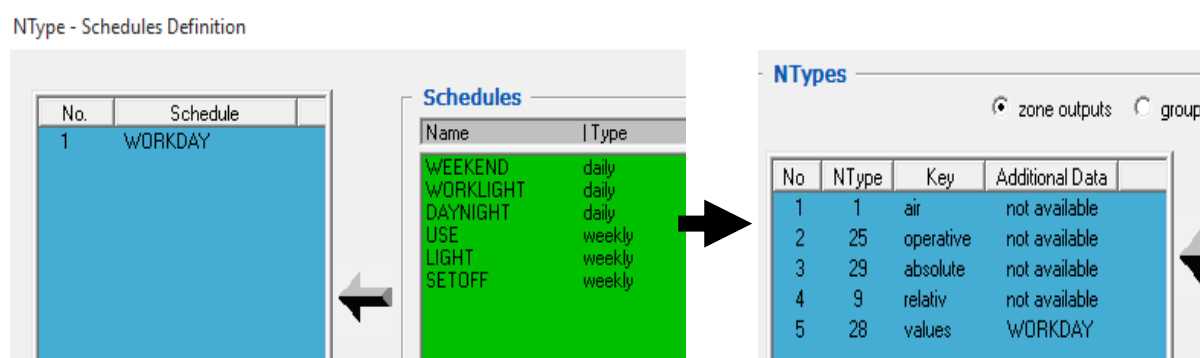 NType - Schedules Definition
No. Schedule
1 WORKDAY
Schedules
Name | Type
WEEKEND daily
WORKLIGHT daily
DAYNIGHT daily
USE weekly
LIGHT weekly
SETOFF weekly
NTypes
zone outputs group
No NType Key Additional Data
1 1 air not available
2 25 operative not available
3 29 absolute not available
4 9 relativ not available
5 28 values WORKDAY